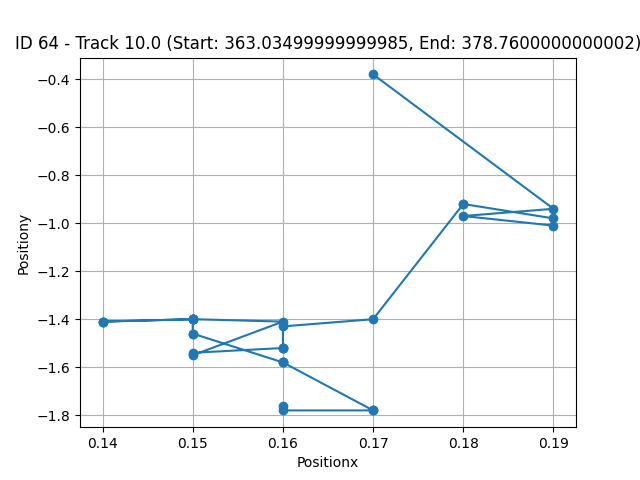 ID 64 - Track 10.0 (Start: 363.03499999999985, End: 378.7600000000002)
Positiony
−0.4
−0.6
−0.8
−1.0
−1.2
−1.4
−1.6
−1.8
0.14 0.15 0.16 0.17 0.18 0.19
Positionx